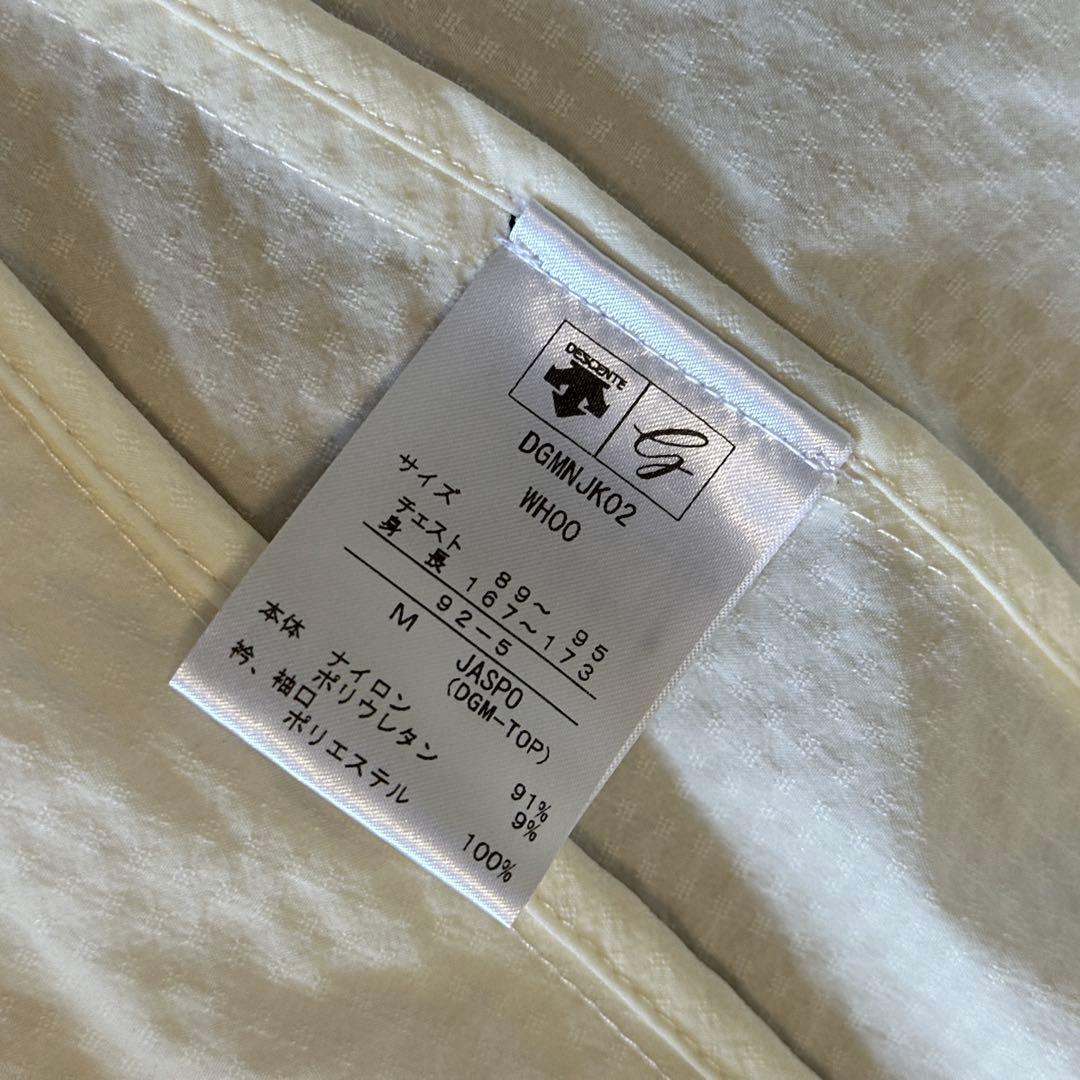 DESCENTE
G
DGMNJK02
WH00
サイズ
チェスト 89～ 95
身 長 167～173
92-5
M JASPO
(DGM-TOP)
本体
ナイロン 91%
ポリウレタン 9%
衿、袖口
ポリエステル 100%